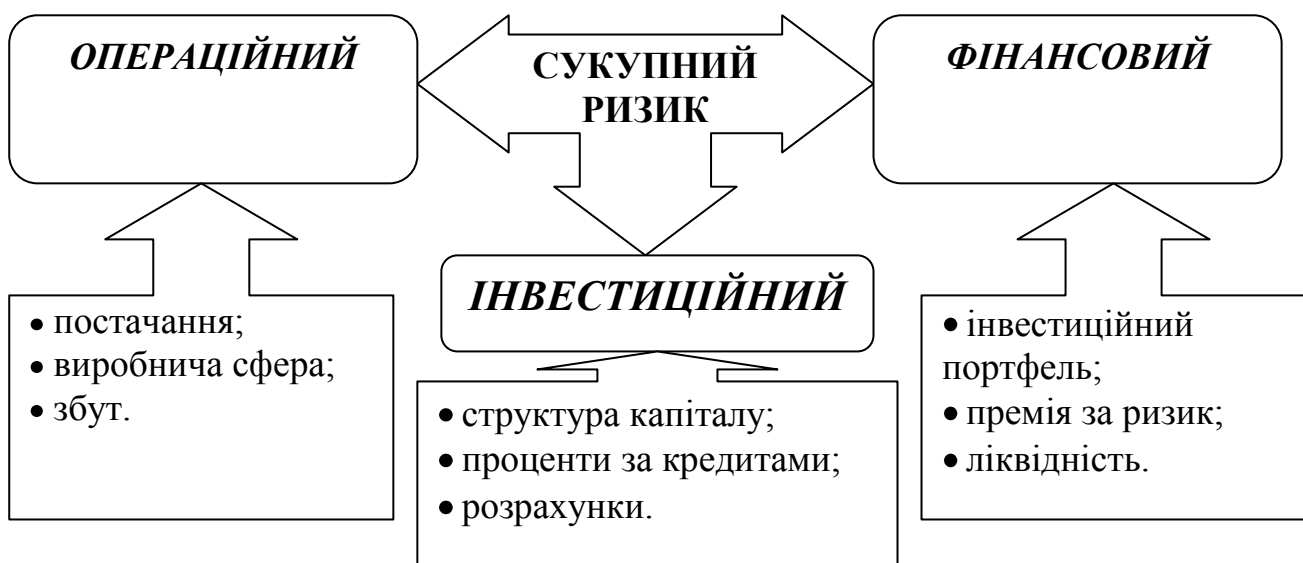 ОПЕРАЦІЙНИЙ
СУКУПНИЙ
РИЗИК
ФІНАНСОВИЙ
ІНВЕСТИЦІЙНИЙ
• постачання;
• виробнича сфера;
• збут.
• структура капіталу;
• проценти за кредитами;
• розрахунки.
• інвестиційний
портфель;
• премія за ризик;
• ліквідність.